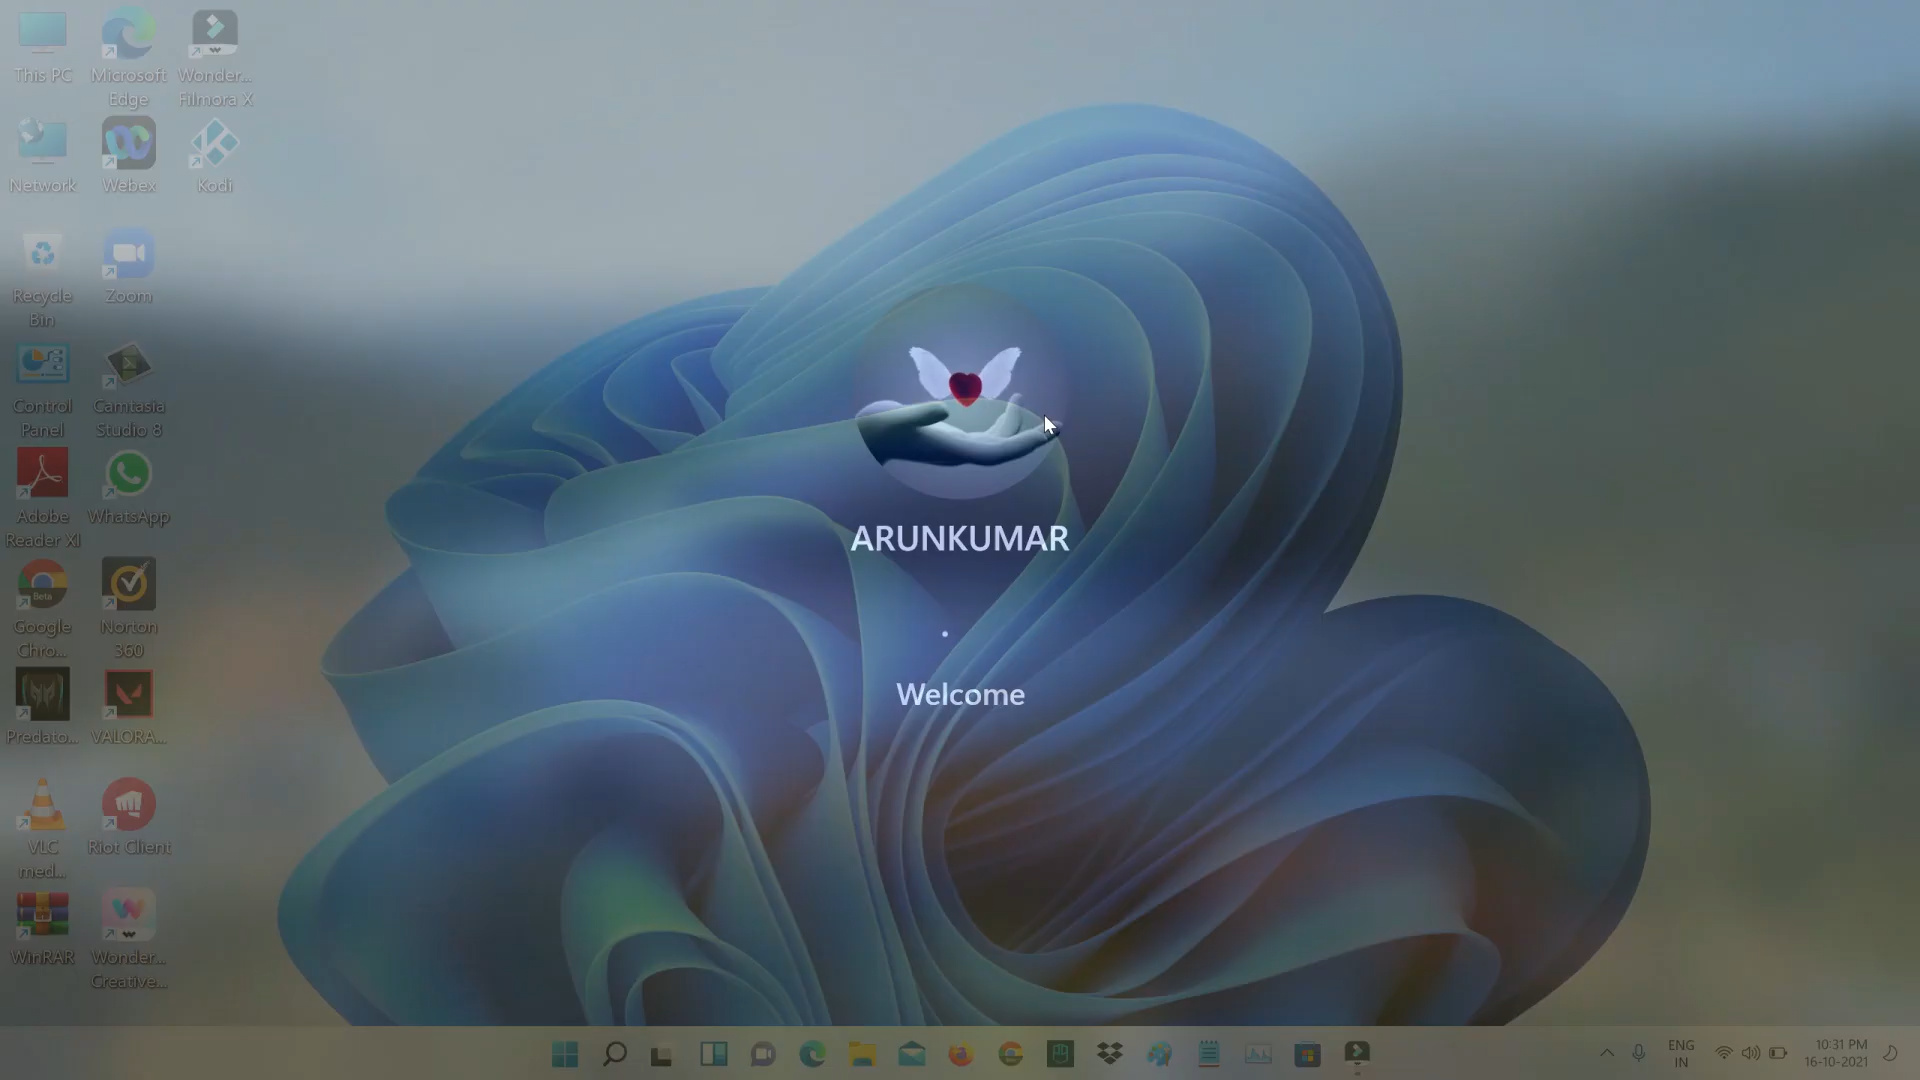 This PC
Microsoft
Edge
Wonder...
Filmora X
Network
Webex
Kodi
Recycle
Bin
Zoom
Control
Panel
Camtasia
Studio 8
Adobe
Reader XI
WhatsApp
Beta
Google
Chro...
Norton
360
Predato...
VALORA...
VLC
med...
Riot Client
WinRAR
Wonder...
Creative...
ARUNKUMAR
Welcome
ENG
IN
10:31 PM
16-10-2021